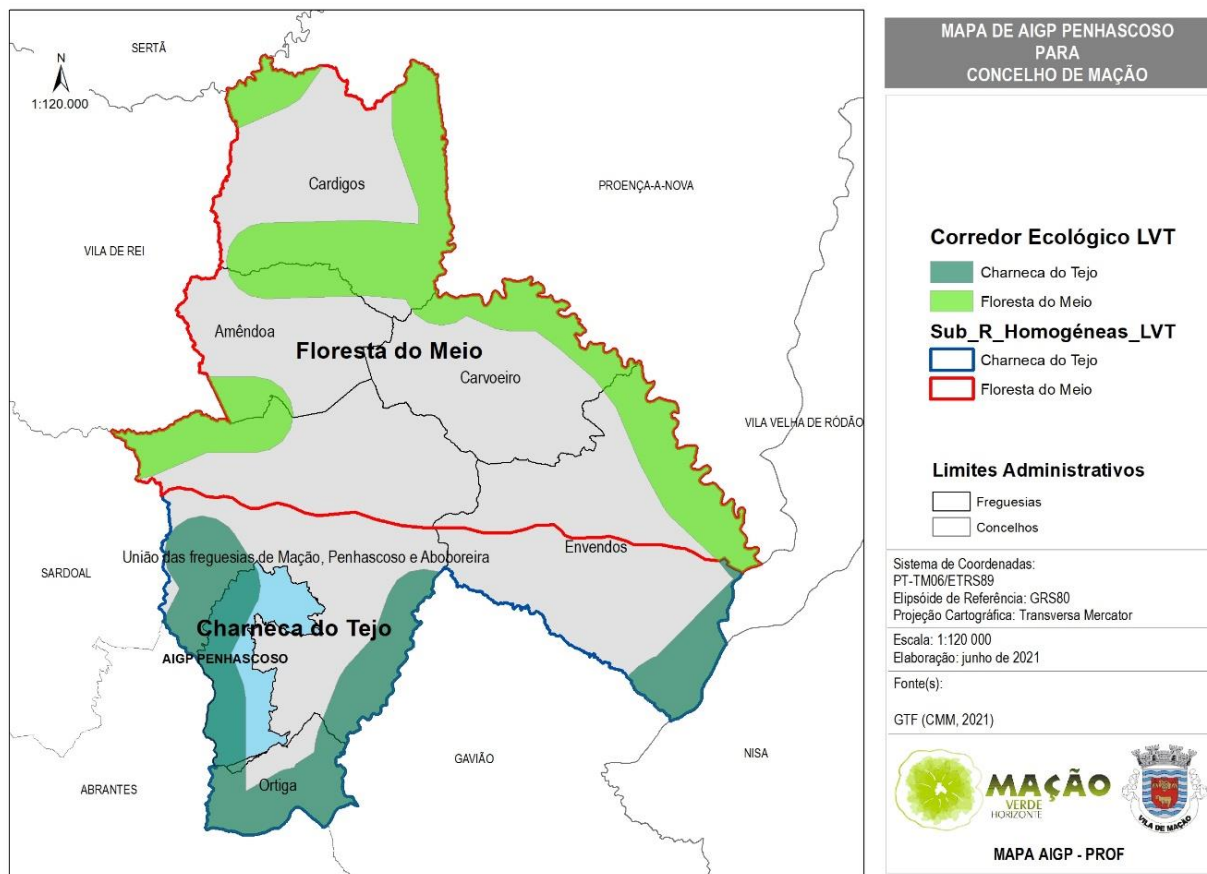 SERTÃ
N
1:120.000
Cardigos
PROENÇA-A-NOVA
VILA DE REI
Amêndoa
Floresta do Meio
Carvoeiro
VILA VELHA DE RÓDÃO
Envendos
União das freguesias de Mação, Penhascoso e Aboboreira
SARDOAL
Charneca do Tejo
AIGP PENHASCOSO
GAVIÃO
NISA
ABRANTES
Ortiga
MAPA DE AIGP PENHASCOSO
PARA
CONCELHO DE MAÇÃO
Corredor Ecológico LVT
Charneca do Tejo
Floresta do Meio
Sub_R_Homogéneas_LVT
Charneca do Tejo
Floresta do Meio
Limites Administrativos
Freguesias
Concelhos
Sistema de Coordenadas:
PT-TM06/ETRS89
Elipsóide de Referência: GRS80
Projeção Cartográfica: Transversa Mercator
Escala: 1:120 000
Elaboração: junho de 2021
Fonte(s):
GTF (CMM, 2021)
MAÇÃO
VERDE
HORIZONTE
VILA DE MAÇÃO
MAPA AIGP - PROF